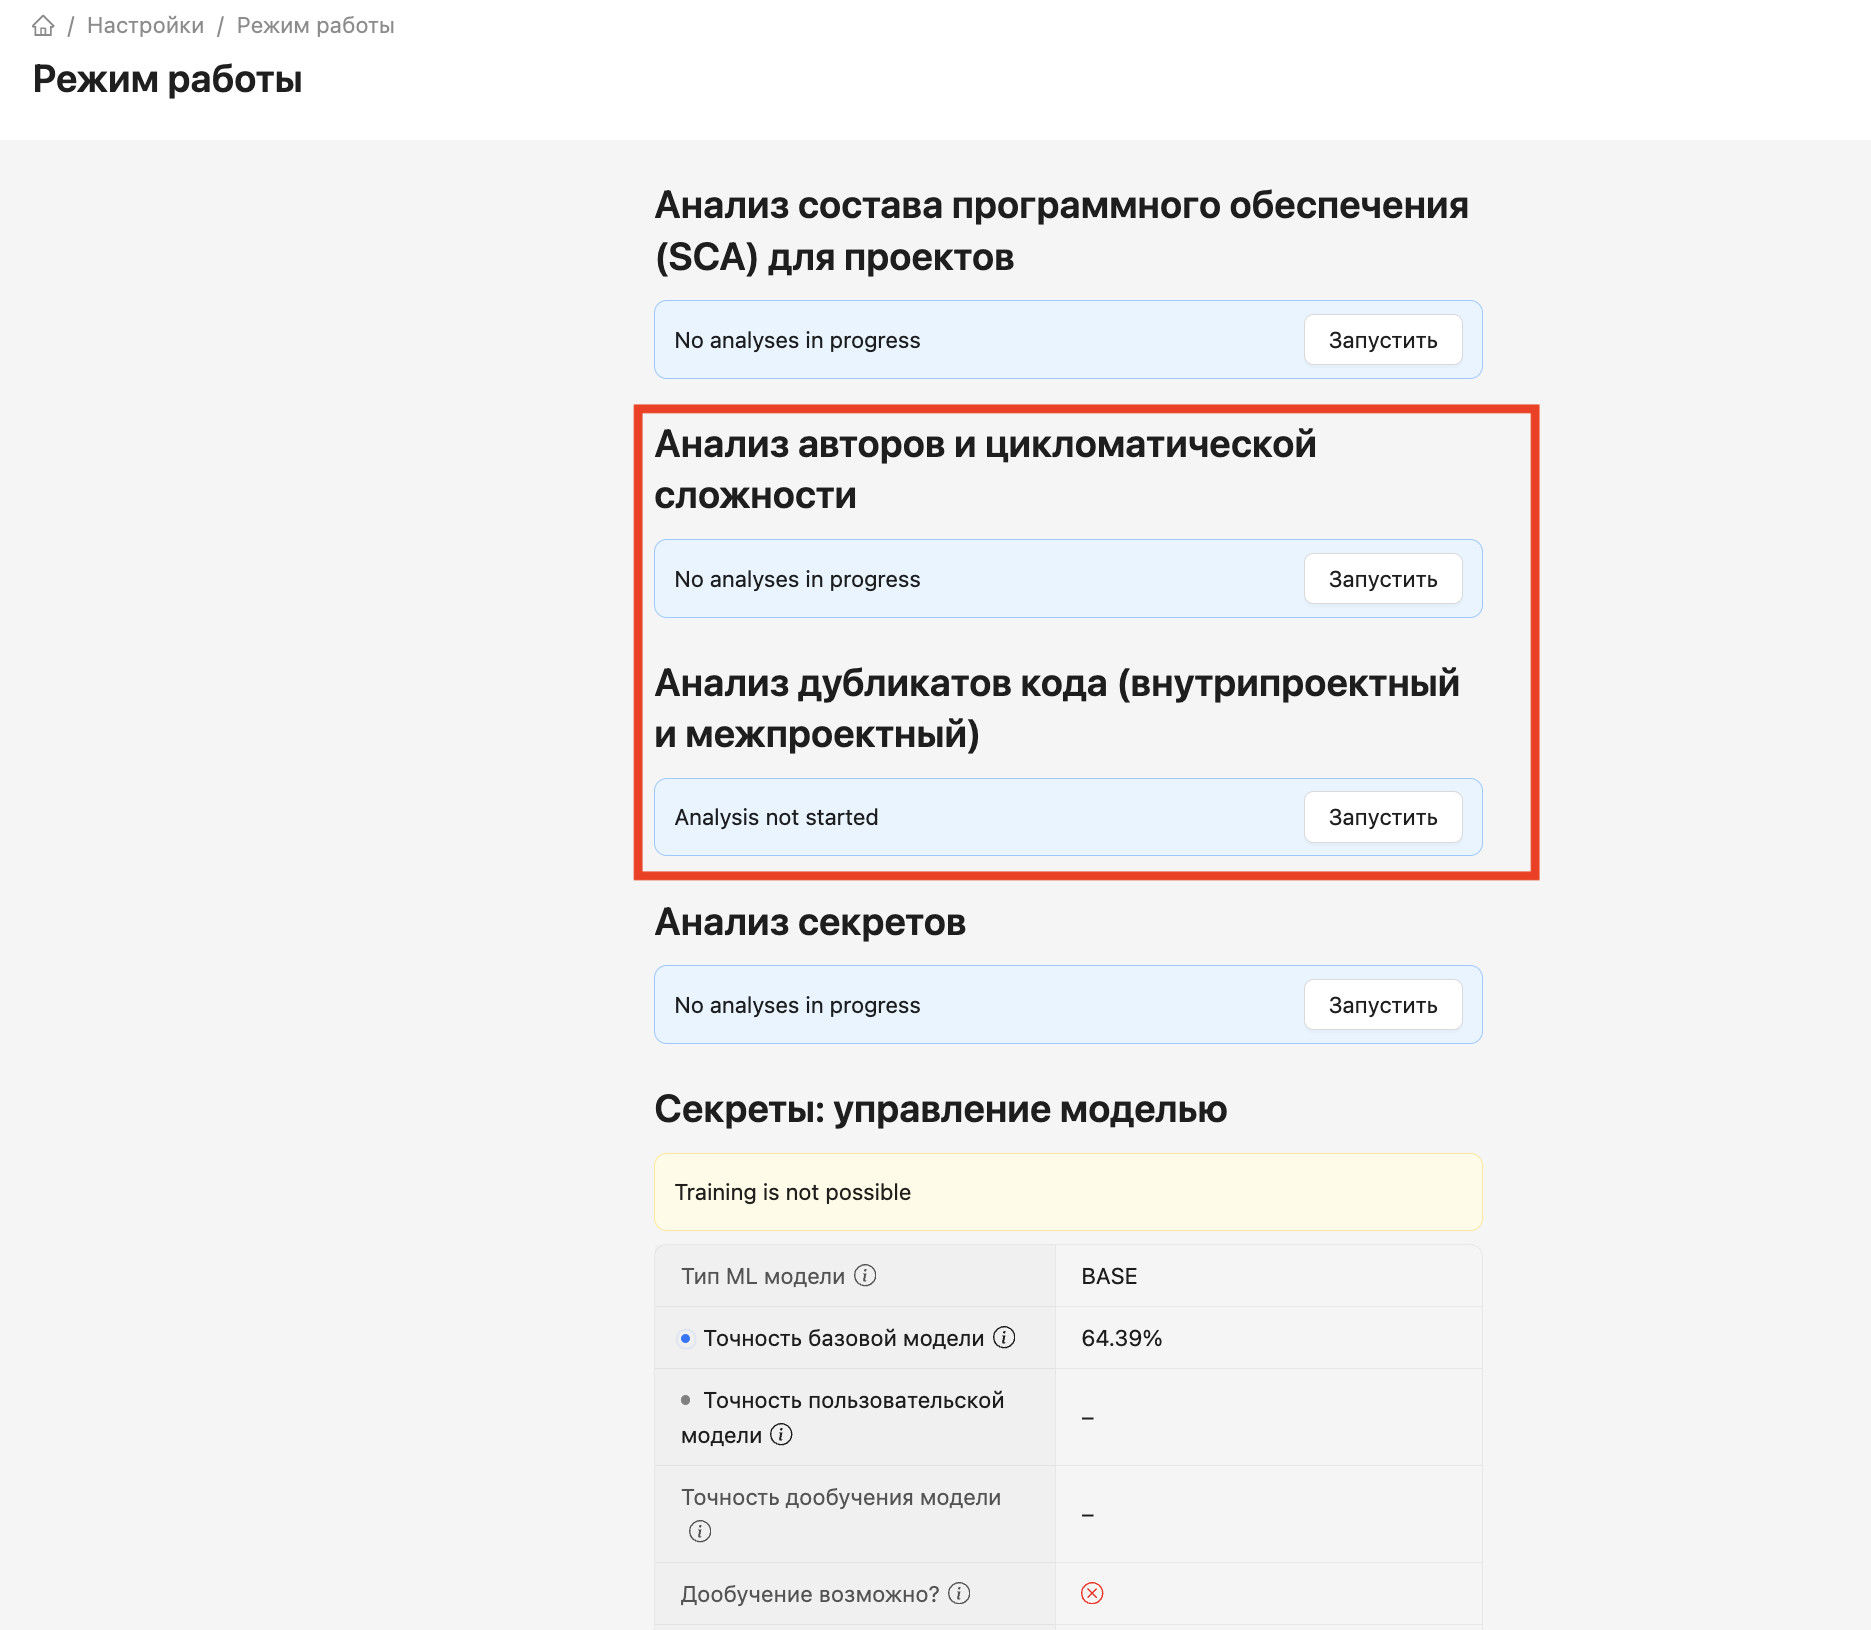 / Настройки / Режим работы
Режим работы
Анализ состава программного обеспечения
(SCA) для проектов
No analyses in progress
Запустить
Анализ авторов и цикломатической
сложности
No analyses in progress
Запустить
Анализ дубликатов кода (внутрипроектный
и межпроектный)
Analysis not started
Запустить
Анализ секретов
No analyses in progress
Запустить
Секреты: управление моделью
Training is not possible
Тип ML модели
BASE
Точность базовой модели
64.39%
Точность пользовательской
модели
–
Точность дообучения модели
–
Дообучение возможно?